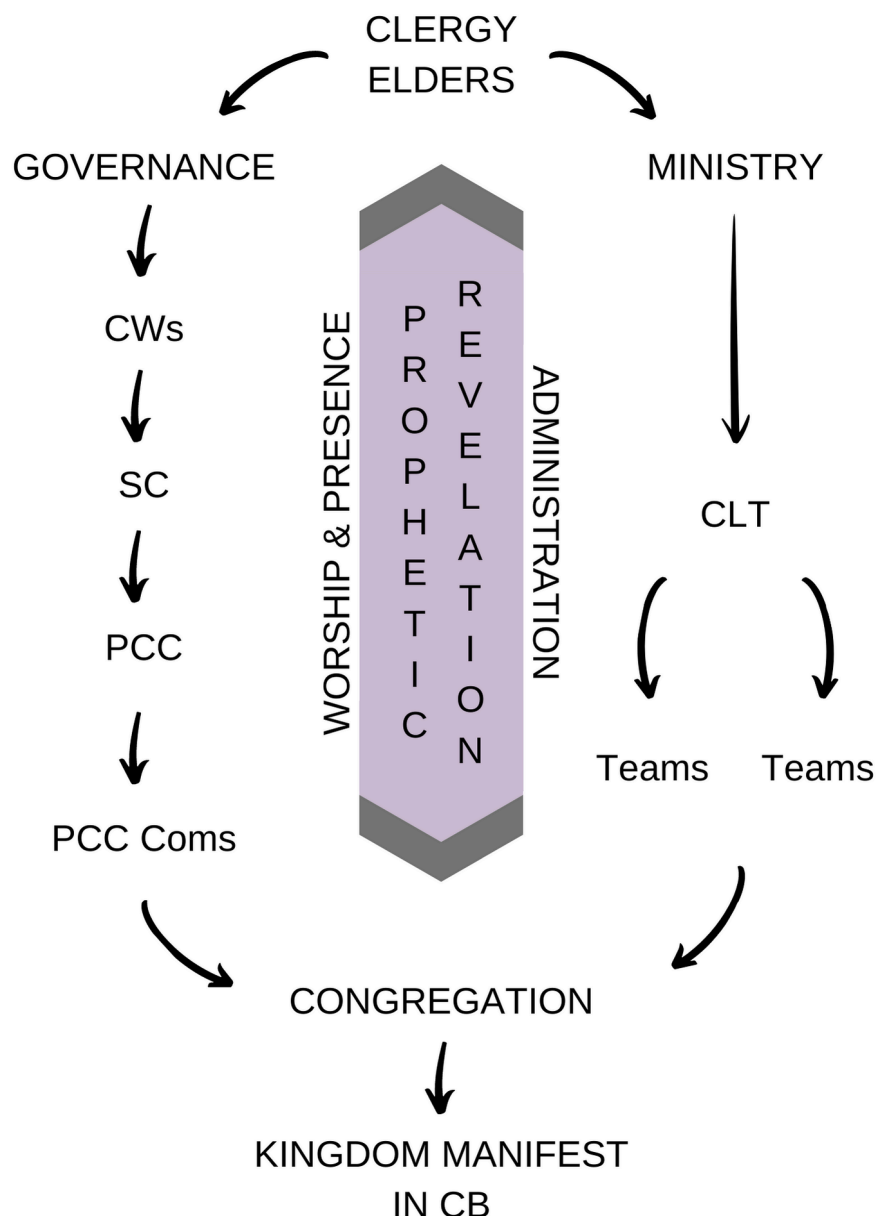 CLERGY
ELDERS
GOVERNANCE
MINISTRY
CWs
SC
PCC
PCC Coms
WORSHIP & PRESENCE
PROPHETIC
REVELATION
ADMINISTRATION
CLT
Teams
Teams
CONGREGATION
KINGDOM MANIFEST
IN CB